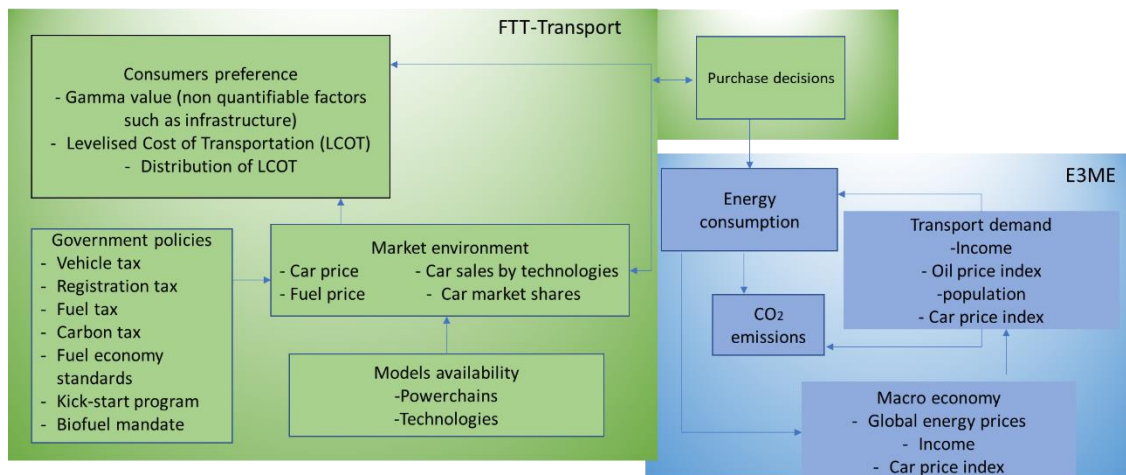 FTT-Transport
Consumers preference
- Gamma value (non quantifiable factors
such as infrastructure)
- Levelised Cost of Transportation (LCOT)
- Distribution of LCOT
Purchase decisions
Government policies
- Vehicle tax
- Registration tax
- Fuel tax
- Carbon tax
- Fuel economy
standards
- Kick-start program
- Biofuel mandate
Market environment
- Car price
- Fuel price
- Car sales by technologies
- Car market shares
Models availability
-Powerchains
-Technologies
E3ME
Energy
consumption
CO2
emissions
Transport demand
-Income
- Oil price index
-population
- Car price index
Macro economy
- Global energy prices
- Income
- Car price index